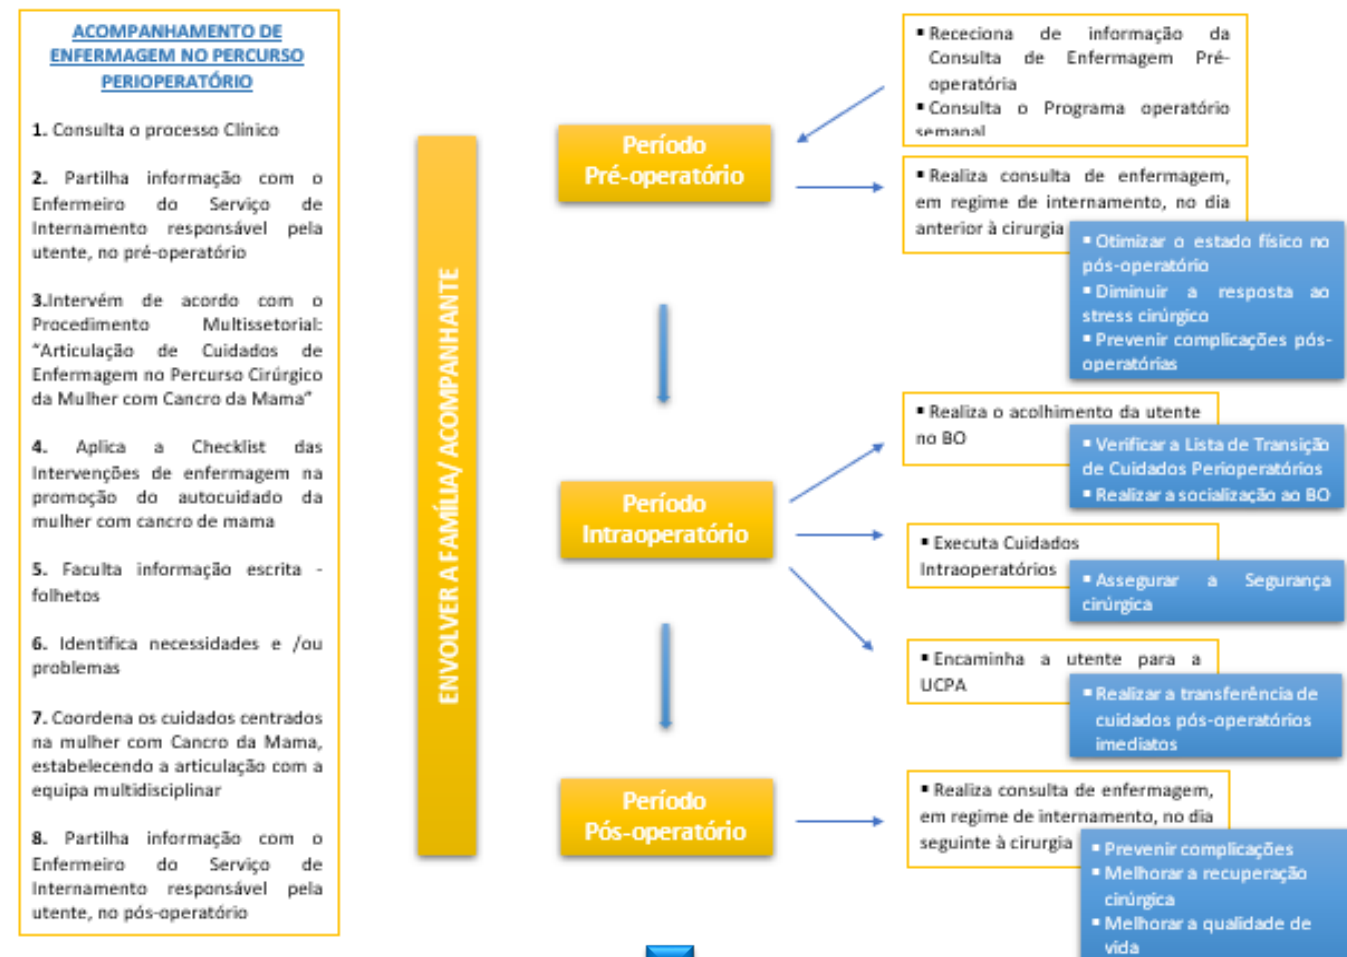 ACOMPANHAMENTO DE
ENFERMAGEM NO PERCURSO
PERIOPERATÓRIO
1. Consulta o processo Clínico
2. Partilha informação com o
Enfermeiro do Serviço de
Internamento responsável pela
utente, no pré-operatório
3.Intervém de acordo com o
Procedimento Multissetorial:
“Articulação de Cuidados de
Enfermagem no Percurso Cirúrgico
da Mulher com Cancro da Mama”
4. Aplica a Checklist das
Intervenções de enfermagem na
promoção do autocuidado da
mulher com cancro de mama
5. Faculta informação escrita -
folhetos
6. Identifica necessidades e /ou
problemas
7. Coordena os cuidados centrados
na mulher com Cancro da Mama,
estabelecendo a articulação com a
equipa multidisciplinar
8. Partilha informação com o
Enfermeiro do Serviço de
Internamento responsável pela
utente, no pós-operatório
ENVOLVER A FAMÍLIA/ ACOMPANHANTE
Período
Pré-operatório
▪ Receciona de informação da
Consulta de Enfermagem Pré-
operatória
▪ Consulta o Programa operatório
semanal
▪ Realiza consulta de enfermagem,
em regime de internamento, no dia
anterior à cirurgia
▪ Otimizar o estado físico no
pós-operatório
▪ Diminuir a resposta ao
stress cirúrgico
▪ Prevenir complicações pós-
operatórias
Período
Intraoperatório
▪ Realiza o acolhimento da utente
no BO
▪ Verificar a Lista de Transição
de Cuidados Perioperatórios
▪ Realizar a socialização ao BO
▪ Executa Cuidados
Intraoperatórios
▪ Assegurar a Segurança
cirúrgica
▪ Encaminha a utente para a
UCPA
▪ Realizar a transferência de
cuidados pós-operatórios
imediatos
Período
Pós-operatório
▪ Realiza consulta de enfermagem,
em regime de internamento, no dia
seguinte à cirurgia
▪ Prevenir complicações
▪ Melhorar a recuperação
cirúrgica
▪ Melhorar a qualidade de
vida